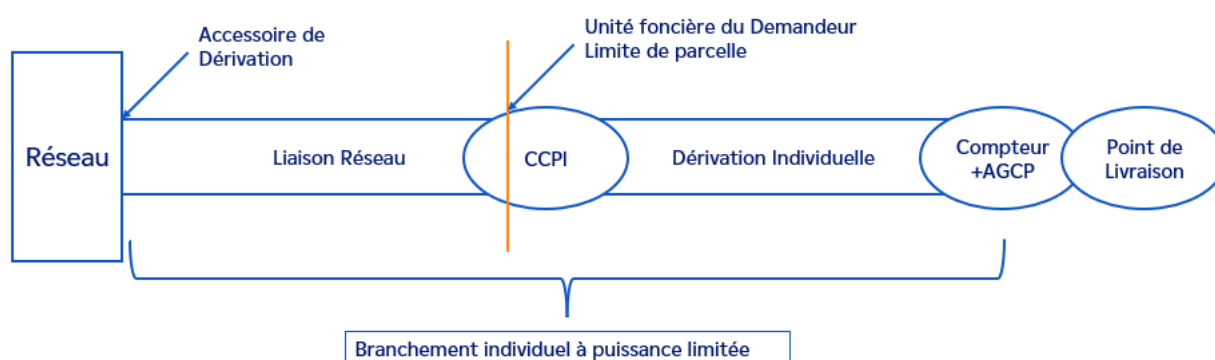 Accessoire de
Dérivation
Unité foncière du Demandeur
Limite de parcelle
Réseau
Liaison Réseau
CCPI
Dérivation Individuelle
Compteur
+AGCP
Point de
Livraison
Branchement individuel à puissance limitée